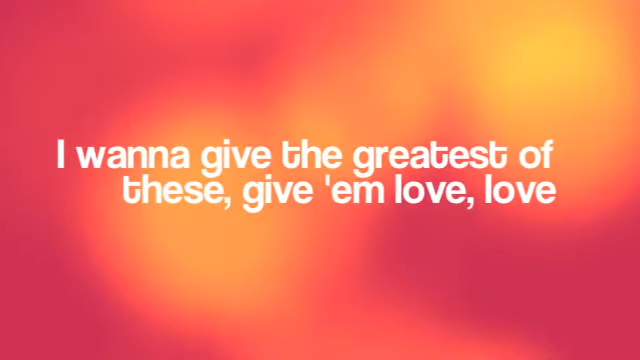 I wanna give the greatest of
these, give 'em love, love